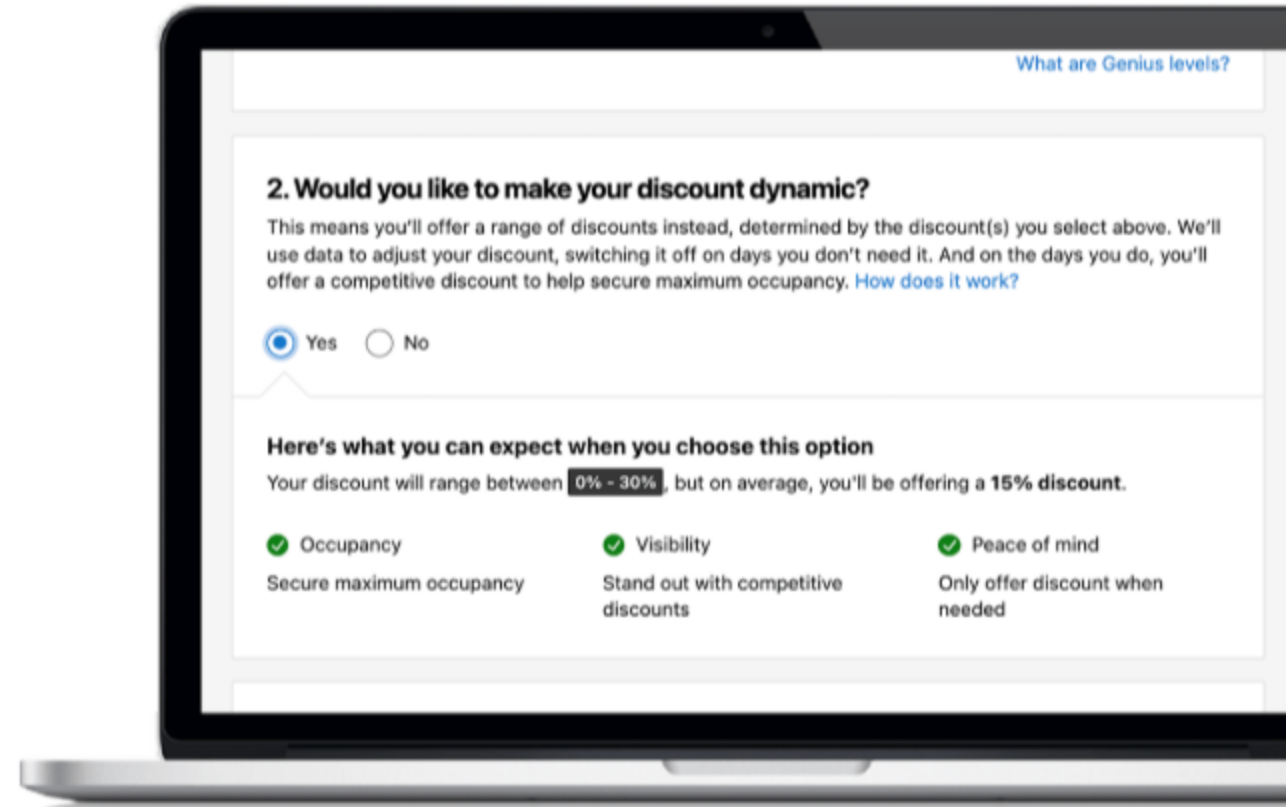 What are Genius levels?
2. Would you like to make your discount dynamic?
This means you'll offer a range of discounts instead, determined by the discount(s) you select above. We'll
use data to adjust your discount, switching it off on days you don't need it. And on the days you do, you'll
offer a competitive discount to help secure maximum occupancy. How does it work?
Yes No
Here's what you can expect when you choose this option
Your discount will range between 0% - 30%, but on average, you'll be offering a 15% discount.
Occupancy
Secure maximum occupancy
Visibility
Stand out with competitive
discounts
Peace of mind
Only offer discount when
needed